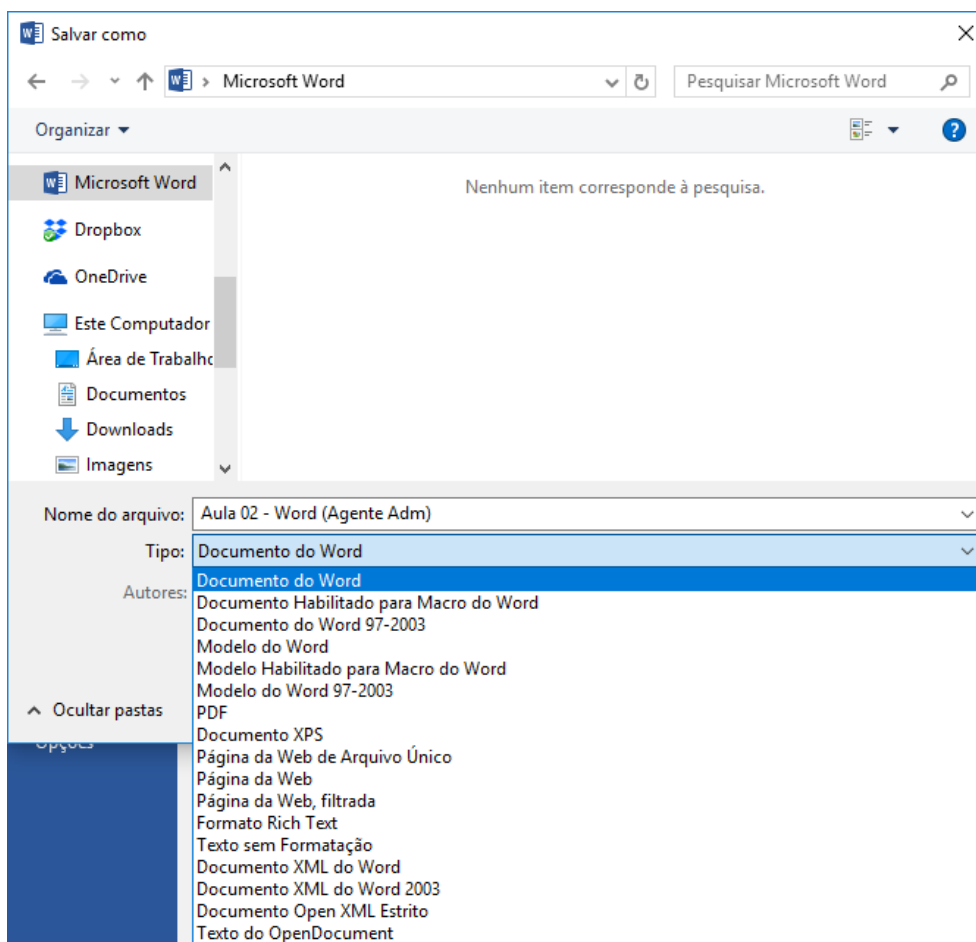 Salvar como
Microsoft Word
Pesquisar Microsoft Word
Organizar
Microsoft Word
Nenhum item corresponde à pesquisa.
Dropbox
OneDrive
Este Computador
Área de Trabalho
Documentos
Downloads
Imagens
Nome do arquivo: Aula 02 - Word (Agente Adm)
Tipo: Documento do Word
Autores:
Documento do Word
Documento Habilitado para Macro do Word
Documento do Word 97-2003
Modelo do Word
Modelo Habilitado para Macro do Word
Modelo do Word 97-2003
PDF
Documento XPS
Página da Web de Arquivo Único
Página da Web
Página da Web, filtrada
Formato Rich Text
Texto sem Formatação
Documento XML do Word
Documento XML do Word 2003
Documento Open XML Estrito
Texto do OpenDocument
Ocultar pastas
Opções